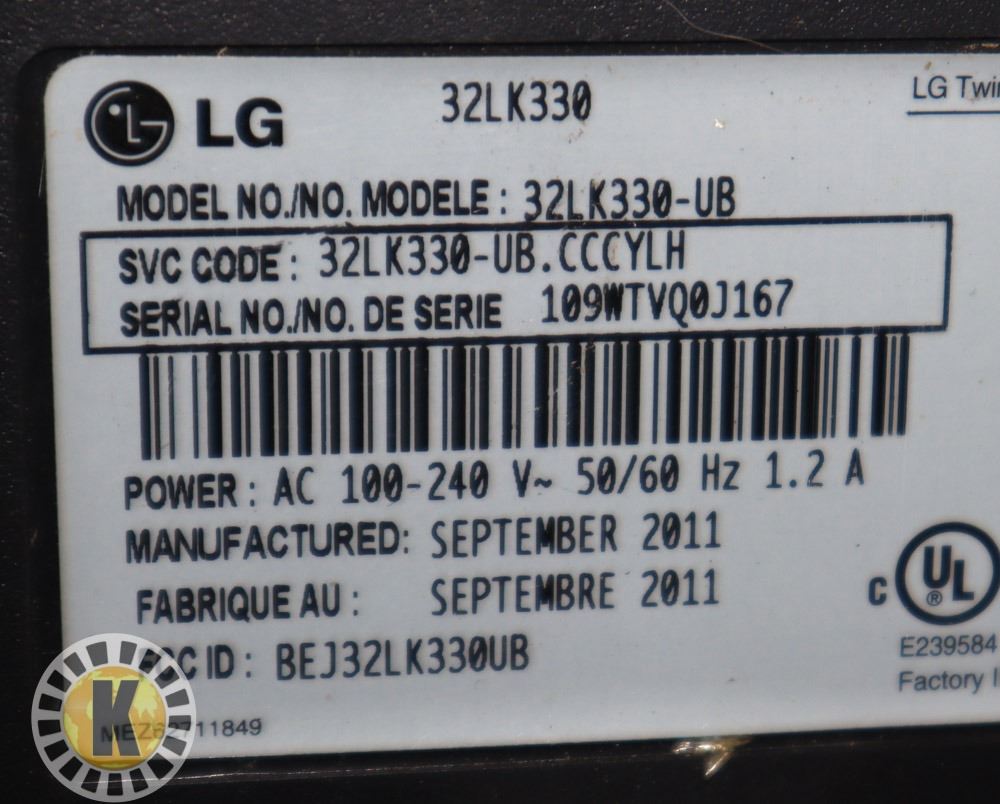 LG
32LK330
LG
MODEL NO./NO. MODELE : 32LK330-UB
SVC CODE : 32LK330-UB.CCCYLH
SERIAL NO./NO. DE SERIE 109WTVQ0J167
POWER : AC 100-240 V~ 50/60 Hz 1.2 A
MANUFACTURED: SEPTEMBER 2011
FABRIQUE AU : SEPTEMBRE 2011
C UL ®
ID : BEJ32LK330UB
E239584
Factory
MEZ62711849
K